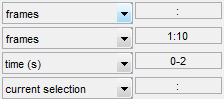 frames :
frames 1:10
time (s) 0-2
current selection :